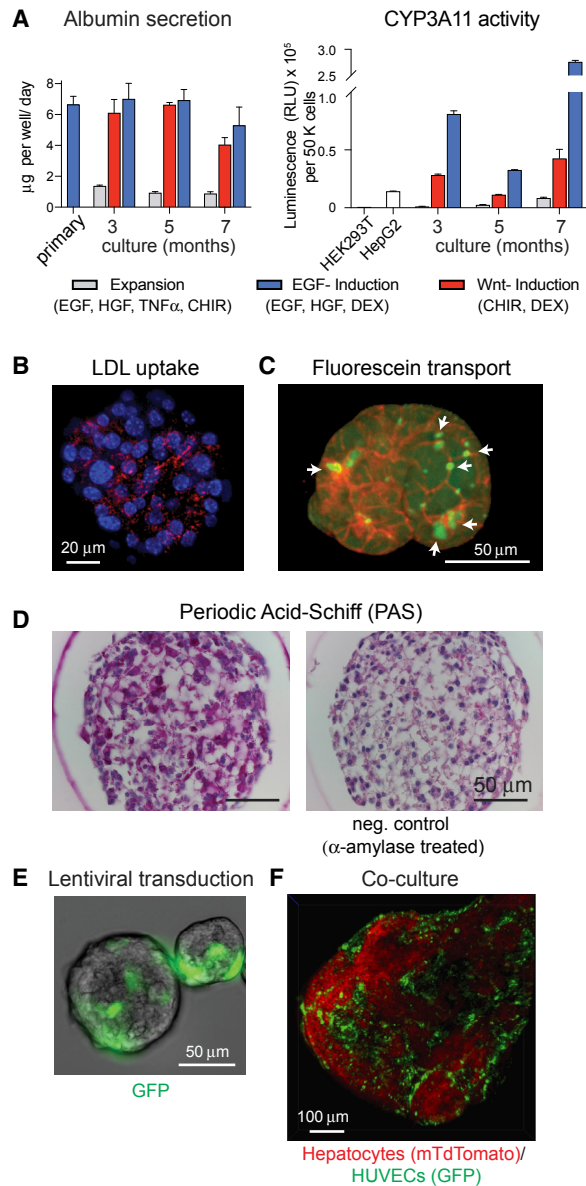 A
Albumin secretion
CYP3A11 activity
µg per well/ day
8
6
4
2
0
primary
3
5
7
culture (months)
Luminescence (RLU) x 10⁵
per 50 K cells
3.0
2.5
1.0
0.5
0
HEK293T
HepG2
3
5
7
culture (months)
Expansion
(EGF, HGF, TNFα, CHIR)
EGF- Induction
(EGF, HGF, DEX)
Wnt- Induction
(CHIR, DEX)
B
LDL uptake
20 µm
C
Fluorescein transport
50 µm
D
Periodic Acid-Schiff (PAS)
50 µm
neg. control
(α-amylase treated)
E
Lentiviral transduction
50 µm
GFP
F
Co-culture
100 µm
Hepatocytes (mTdTomato)/
HUVECs (GFP)